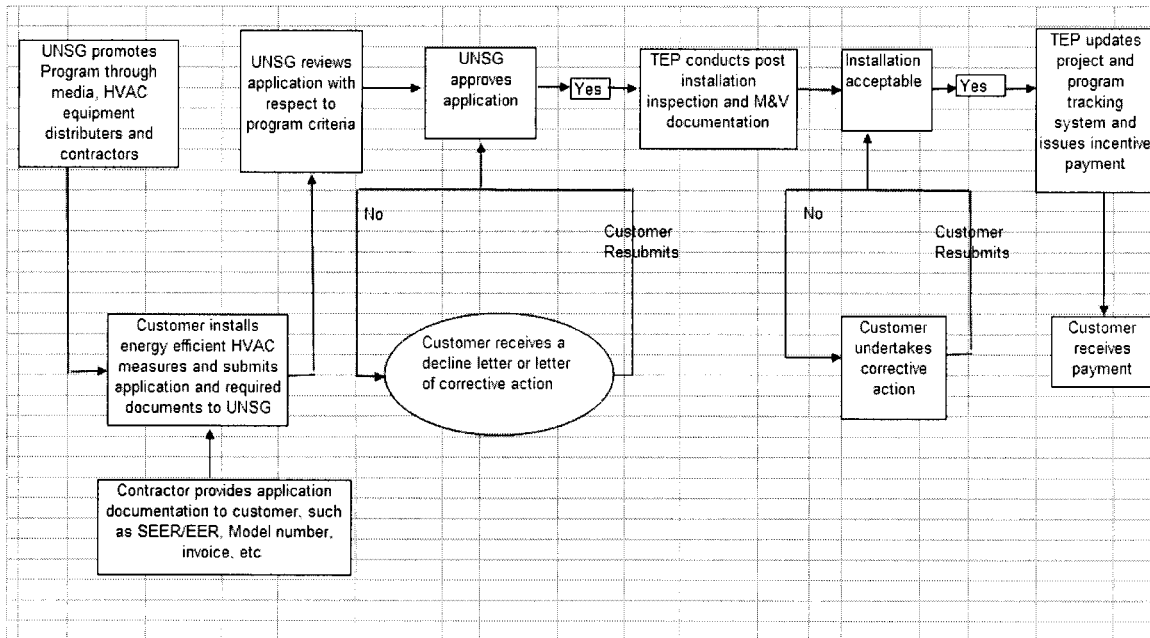 UNSG promotes
Program through
media, HVAC
equipment
distributers and
contractors
UNSG reviews
application with
respect to
program criteria
UNSG
approves
application
Yes
TEP conducts post
installation
inspection and M&V
documentation
Installation
acceptable
Yes
TEP updates
project and
program
tracking
system and
issues incentive
payment
No
Customer
Resubmits
No
Customer
Resubmits
Customer installs
energy efficient HVAC
measures and submits
application and required
documents to UNSG
Customer receives a
decline letter or letter
of corrective action
Customer
undertakes
corrective
action
Customer
receives
payment
Contractor provides application
documentation to customer, such
as SEER/EER, Model number,
invoice, etc